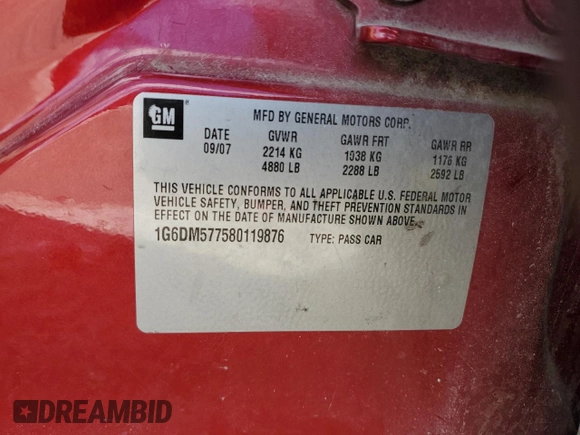 GM
MFD BY GENERAL MOTORS CORP.
DATE GVWR GAWR FRT GAWR RR
09/07 2214 KG 1038 KG 1176 KG
4880 LB 2288 LB 2592 LB
THIS VEHICLE CONFORMS TO ALL APPLICABLE U.S. FEDERAL MOTOR
VEHICLE SAFETY, BUMPER, AND THEFT PREVENTION STANDARDS IN
EFFECT ON THE DATE OF MANUFACTURE SHOWN ABOVE.
1G6DM577580119876 TYPE: PASS CAR
DREAMBID